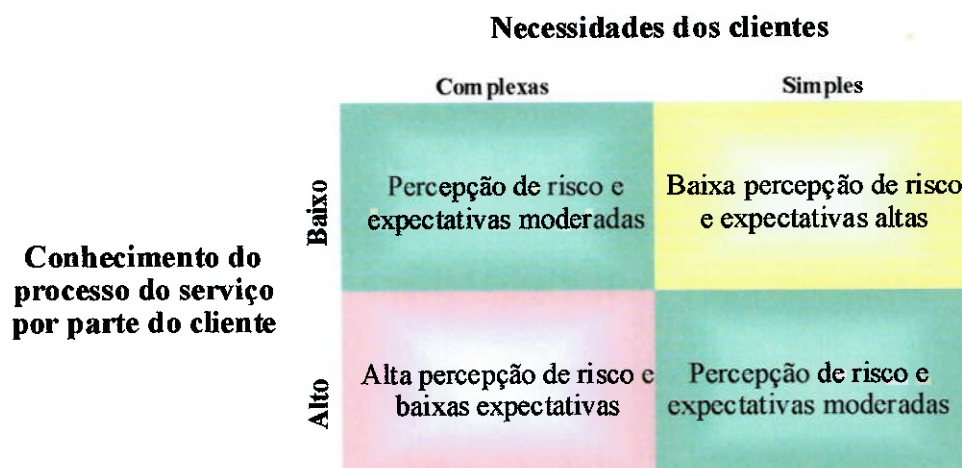 Necessidades dos clientes
Complexas
Simples
Baixo
Percepção de risco e
expectativas moderadas
Baixa percepção de risco
e expectativas altas
Conhecimento do
processo do serviço
por parte do cliente
Alto
Alta percepção de risco e
baixas expectativas
Percepção de risco e
expectativas moderadas